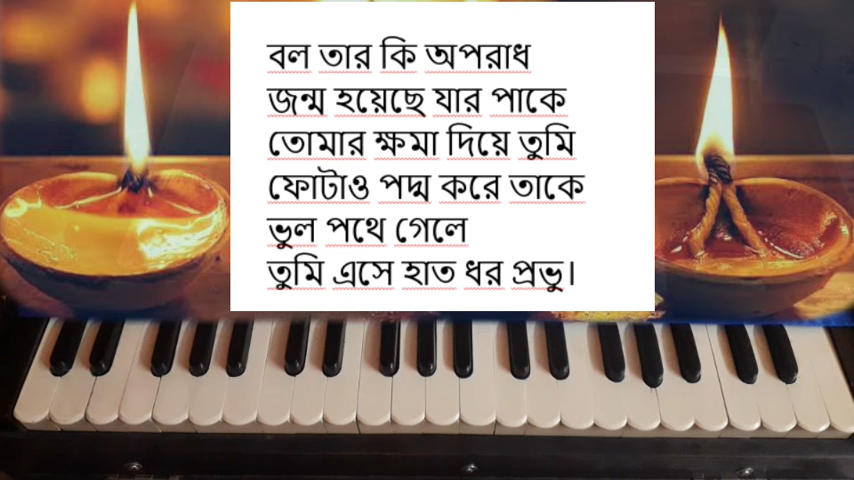 বল তার কি অপরাধ
জন্ম হয়েছে যার পাকে
তোমার ক্ষমা দিয়ে তুমি
ফোটাও পদ্ম করে তাকে
ভুল পথে গেলে
তুমি এসে হাত ধর প্রভু।